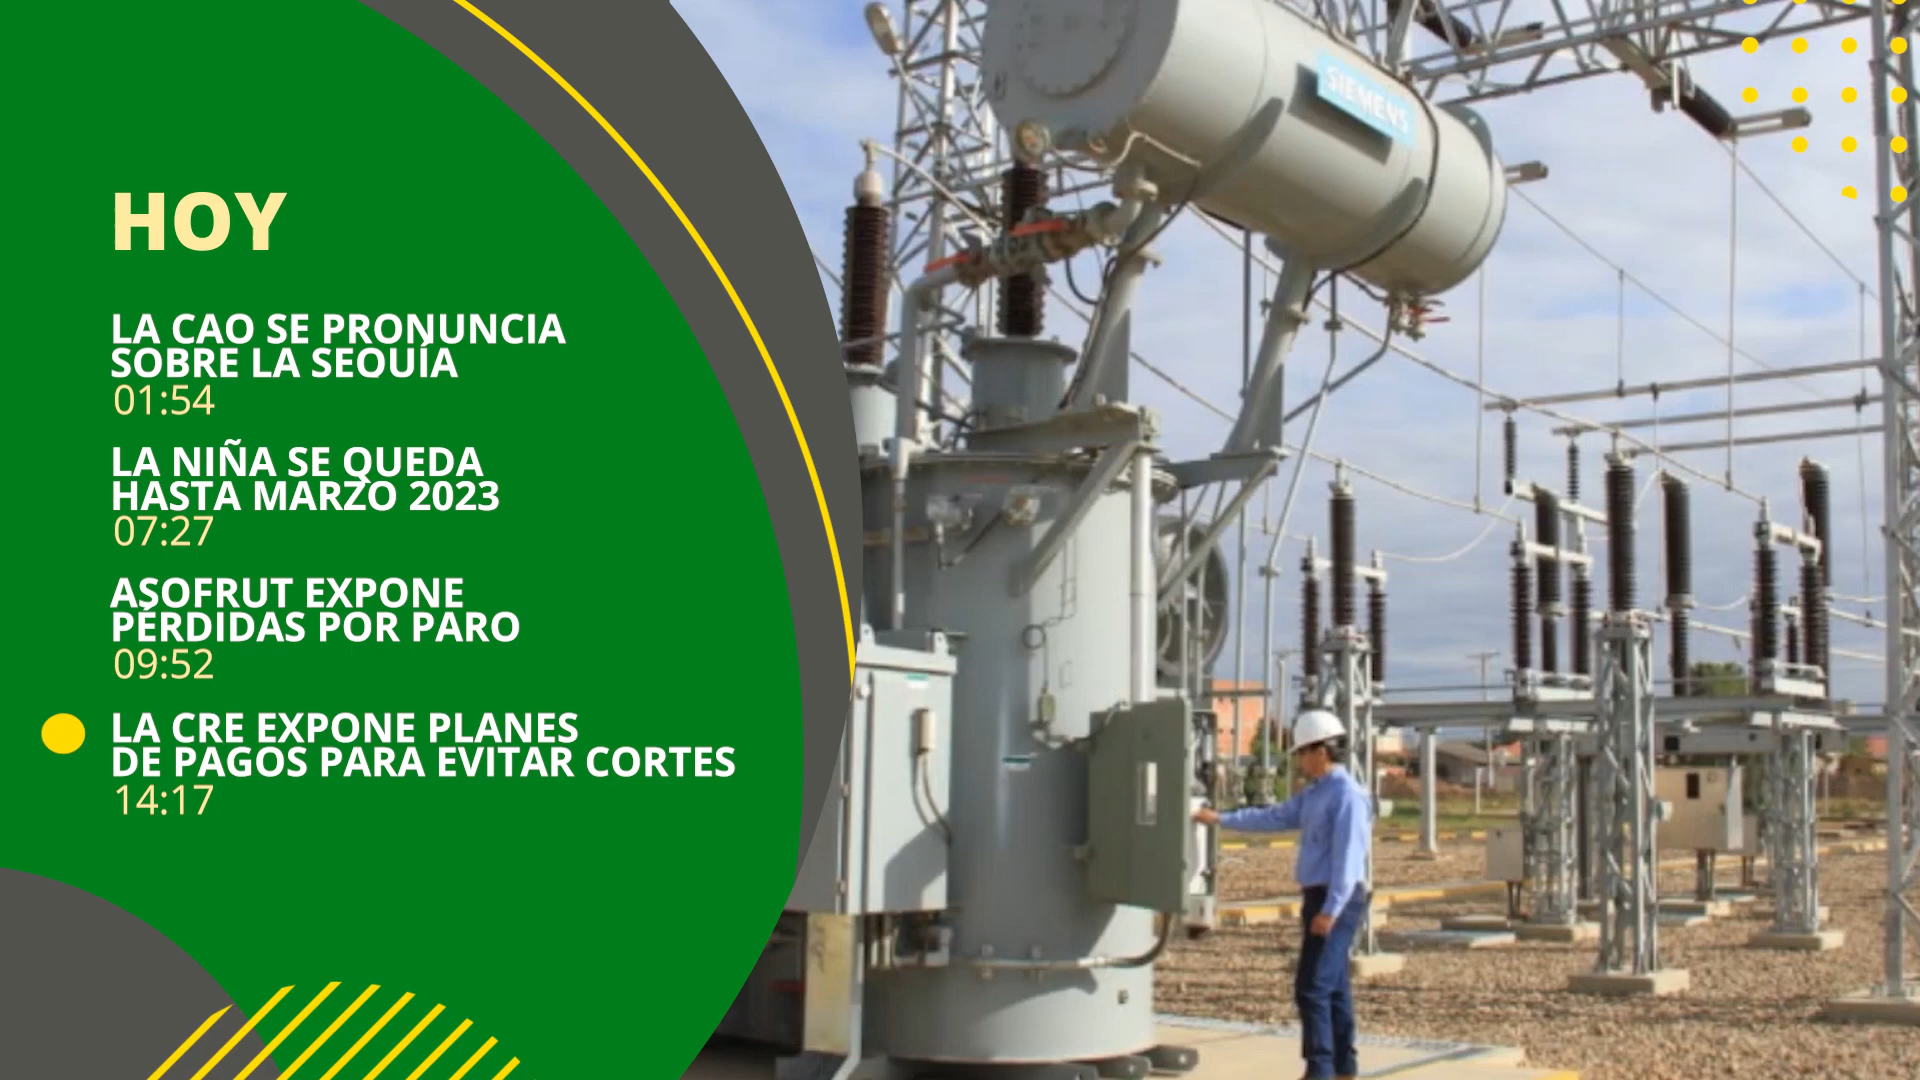 HOY
LA CAO SE PRONUNCIA
SOBRE LA SEQUÍA
01:54
LA NIÑA SE QUEDA
HASTA MARZO 2023
07:27
ASOFRUT EXPONE
PÉRDIDAS POR PARO
09:52
LA CRE EXPONE PLANES
DE PAGOS PARA EVITAR CORTES
14:17
SIEMENS